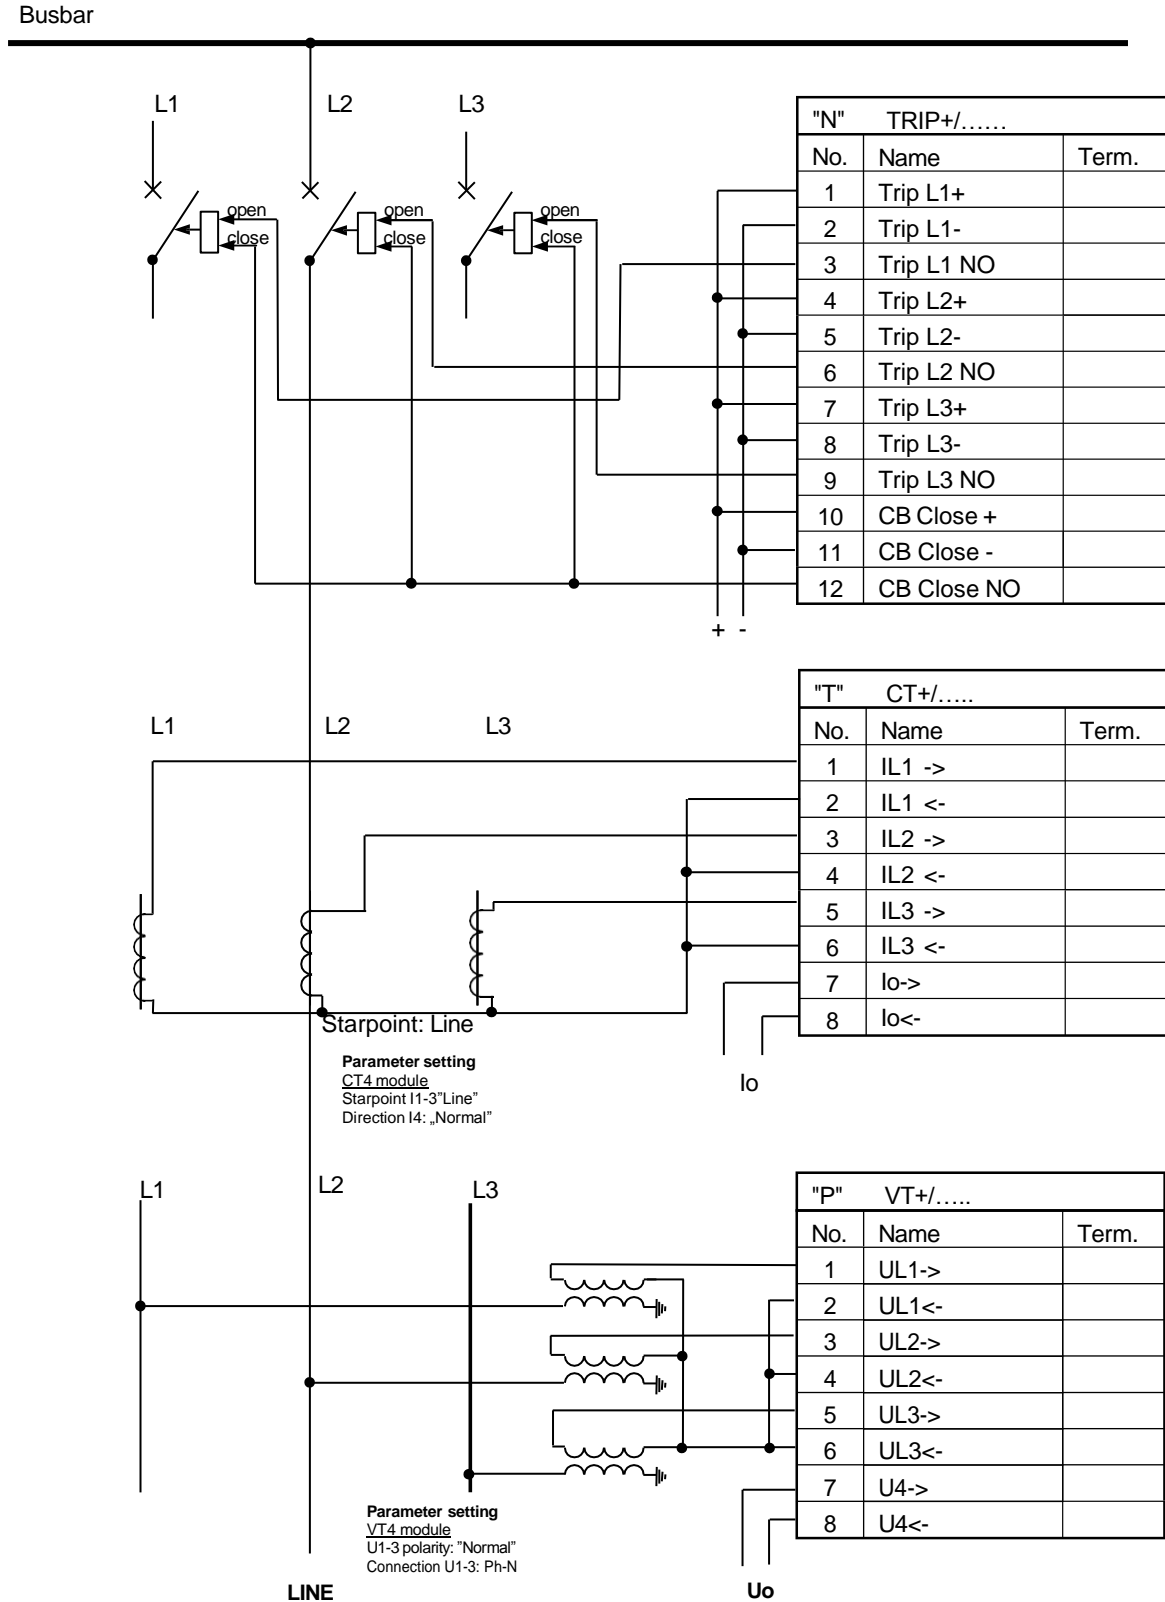 Busbar
L1 L2 L3
"N" TRIP+/……
No. Name Term.
1 Trip L1+
open open open
2 Trip L1-
close close close
3 Trip L1 NO
4 Trip L2+
5 Trip L2-
6 Trip L2 NO
7 Trip L3+
8 Trip L3-
9 Trip L3 NO
10 CB Close +
11 CB Close -
12 CB Close NO
+ -
"T" CT+/…..
L1 L2 L3
No. Name Term.
1 IL1 ->
2 IL1 <-
3 IL2 ->
4 IL2 <-
5 IL3 ->
6 IL3 <-
7 Io->
8 Io<-
Starpoint: Line
Parameter setting
CT4 module
Starpoint I1-3"Line"
Direction I4: „Normal”
Io
L1 L2 L3
"P" VT+/…..
No. Name Term.
1 UL1->
2 UL1<-
3 UL2->
4 UL2<-
5 UL3->
6 UL3<-
7 U4->
8 U4<-
Parameter setting
VT4 module
U1-3 polarity: "Normal"
Connection U1-3: Ph-N
LINE
Uo